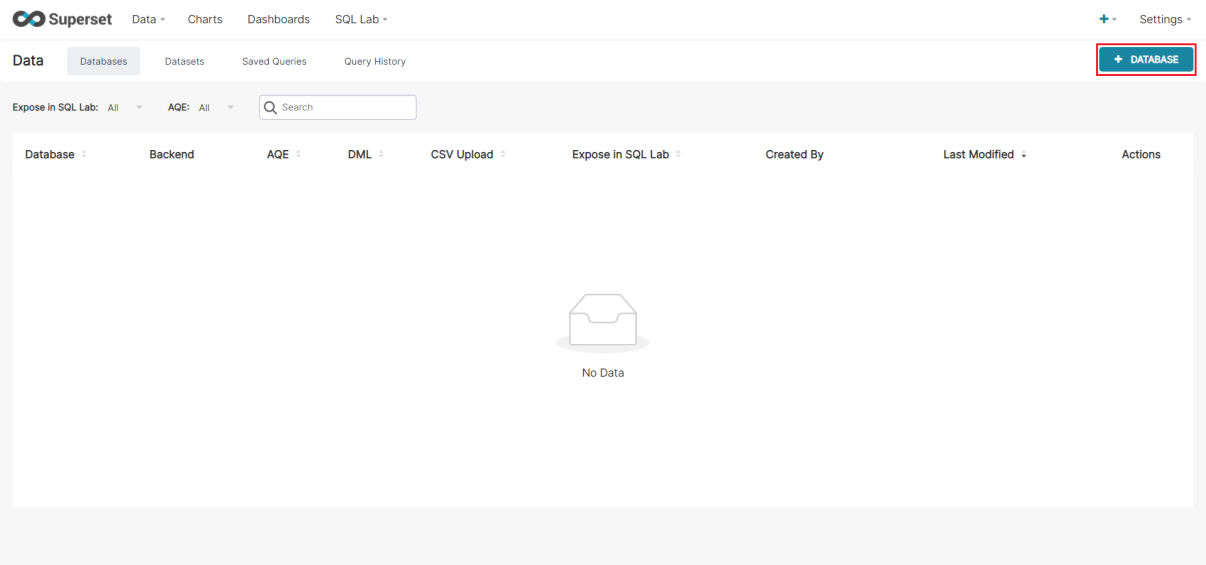 Superset Data Charts Dashboards SQL Lab + Settings
Data Databases Datasets Saved Queries Query History + DATABASE
Expose in SQL Lab: All AQE: All Search
Database Backend AQE DML CSV Upload Expose in SQL Lab Created By Last Modified Actions
No Data